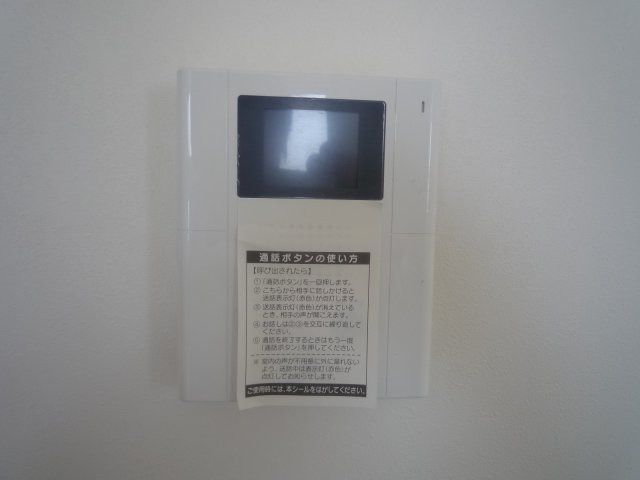 通話ボタンの使い方
【呼び出されたら】
①「通話ボタン」を一回押します。
②こちらから相手に話しかけると
送話表示灯(赤色)が点灯します。
③送話表示灯(赤色)が消えている
とき、相手の声が聞こえます。
④お話しは②③を交互に繰り返して
ください。
⑤通話を終了するときはもう一度
「通話ボタン」を押してください。
※室内の声が不用意に外に漏れない
よう、送話中は表示灯(赤色)が
点灯してお知らせします。
ご使用時には、本シールをはがしてください。